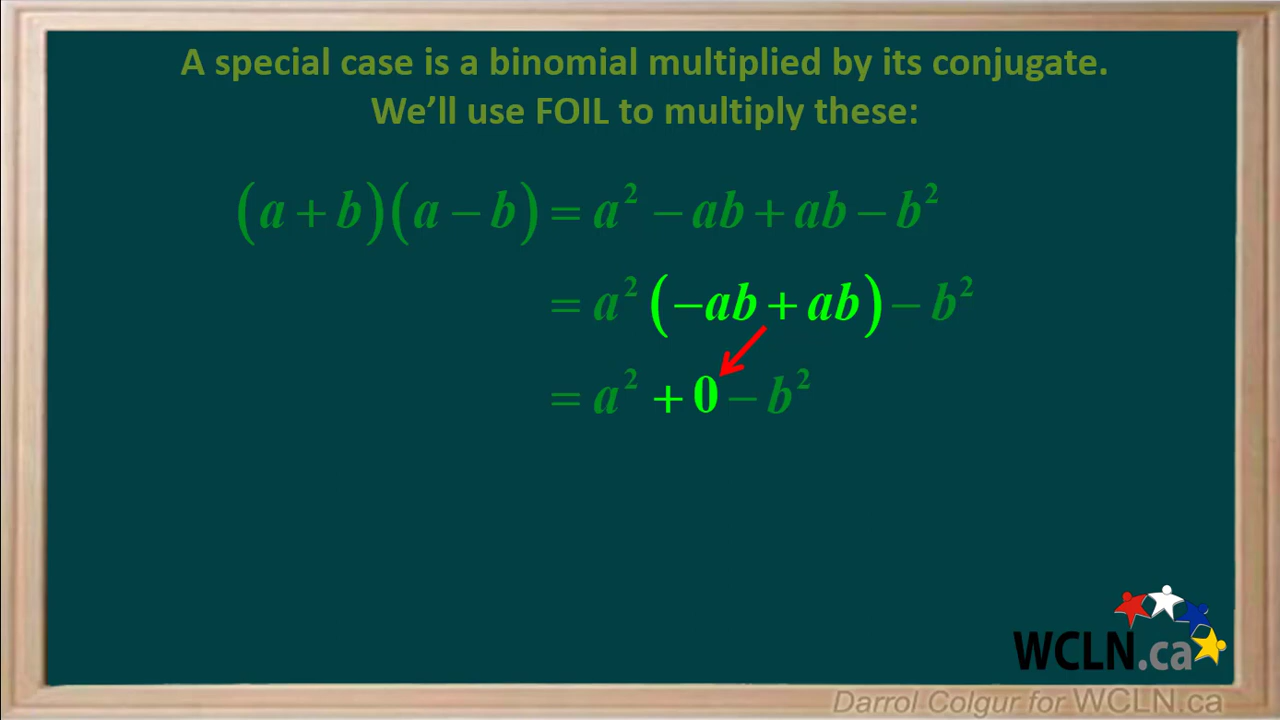 A special case is a binomial multiplied by its conjugate.
We'll use FOIL to multiply these:
(a + b)(a − b) = a² − ab + ab − b²
= a² (−ab + ab) − b²
= a² + 0 − b²
WCLN.ca
Darrol Colgur for WCLN.ca